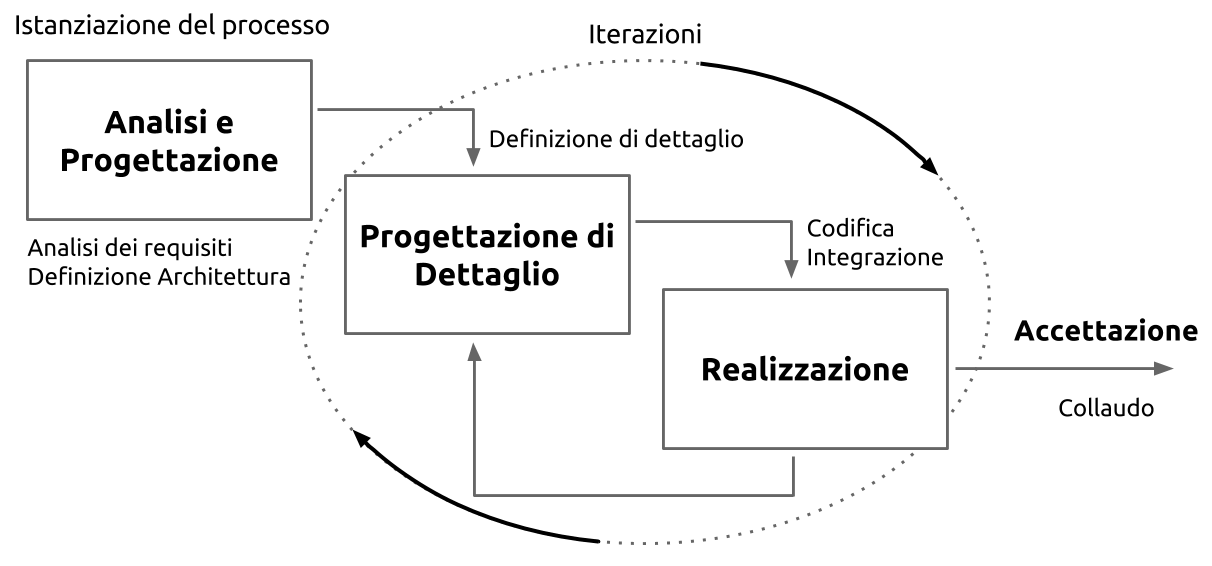 Istanziazione del processo
Iterazioni
Analisi e
Progettazione
Definizione di dettaglio
Analisi dei requisiti
Definizione Architettura
Progettazione di
Dettaglio
Codifica
Integrazione
Realizzazione
Accettazione
Collaudo